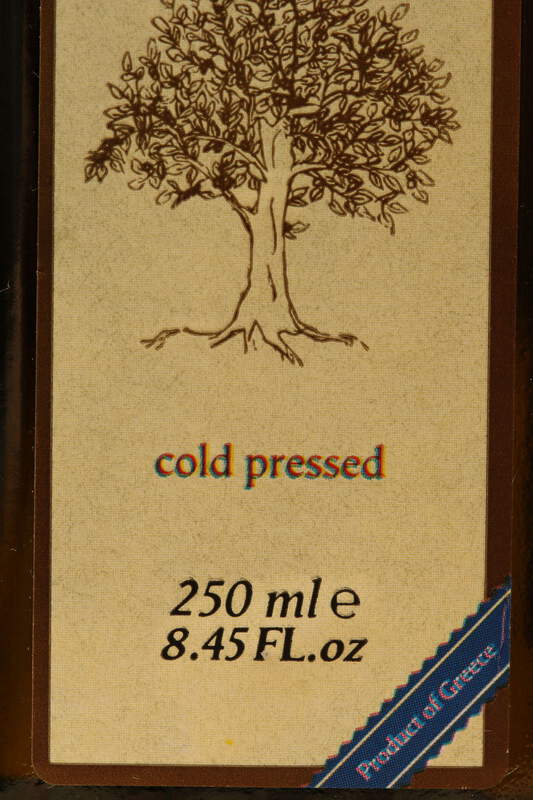 cold pressed
250 ml e
8.45 FL.oz
Product of Greece